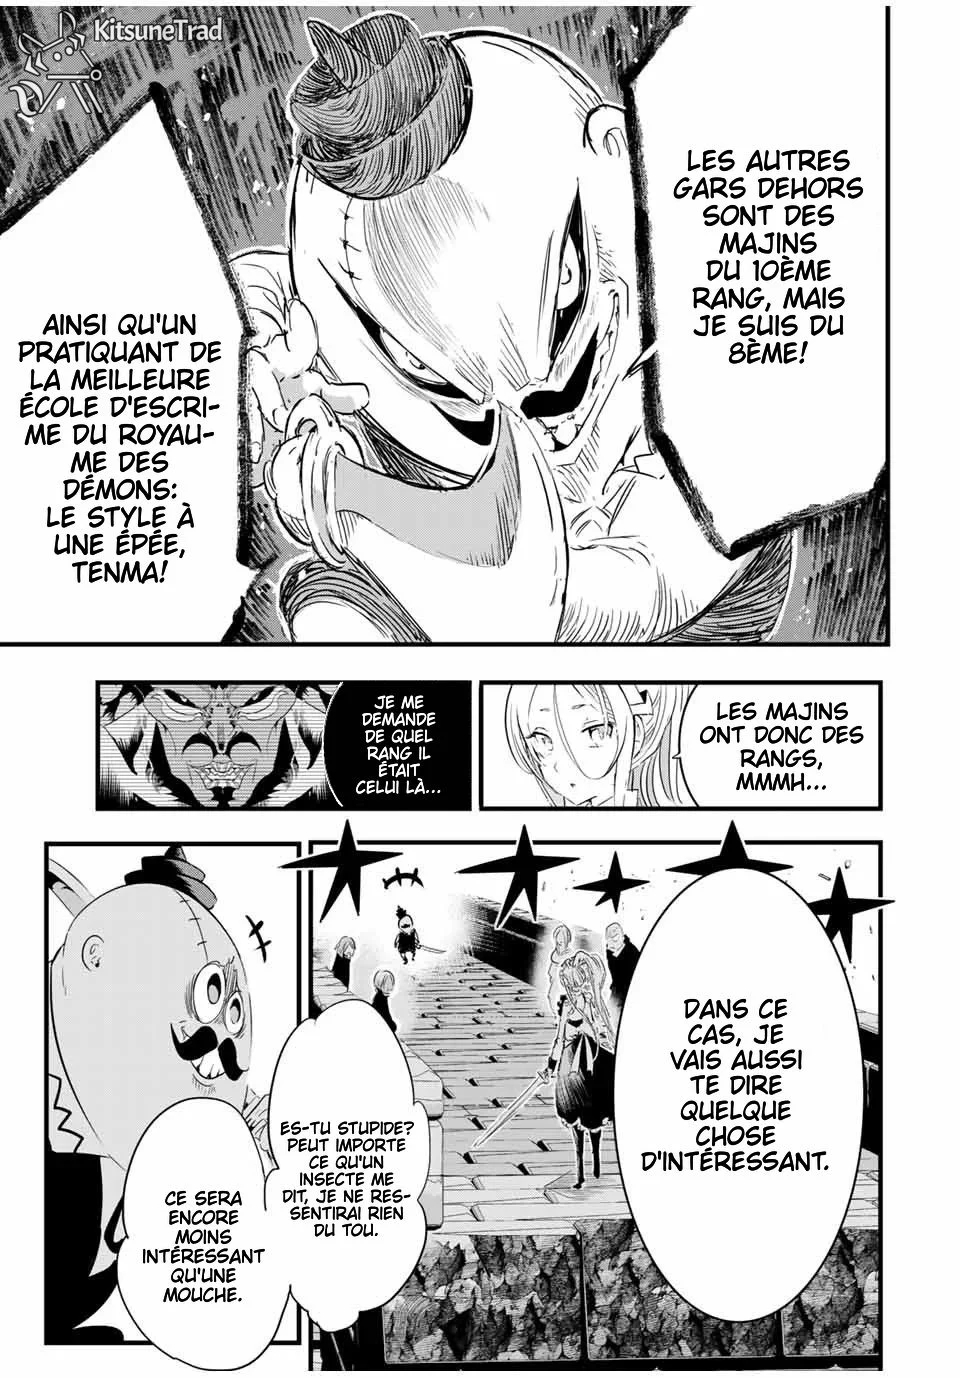 KitsuneTrad
LES AUTRES
GARS DEHORS
SONT DES
MAJINS
DU 10ÈME
RANG, MAIS
JE SUIS DU
8ÈME!
AINSI QU'UN
PRATIQUANT DE
LA MEILLEURE
ÉCOLE D'ESCRI-
ME DU ROYAU-
ME DES
DÉMONS:
LE STYLE À
UNE ÉPÉE,
TENMA!
LES MAJINS
ONT DONC DES
RANGS,
MMMH...
JE ME
DEMANDE
DE QUEL
RANG IL
ÉTAIT
CELUI LÀ...
DANS CE
CAS, JE
VAIS AUSSI
TE DIRE
QUELQUE
CHOSE
D'INTÉRESSANT.
ES-TU STUPIDE?
PEUT IMPORTE
CE QU'UN
INSECTE ME
DIT, JE NE RES-
SENTIRAI RIEN
DU TOU.
CE SERA
ENCORE
MOINS
INTÉRESSANT
QU'UNE
MOUCHE.